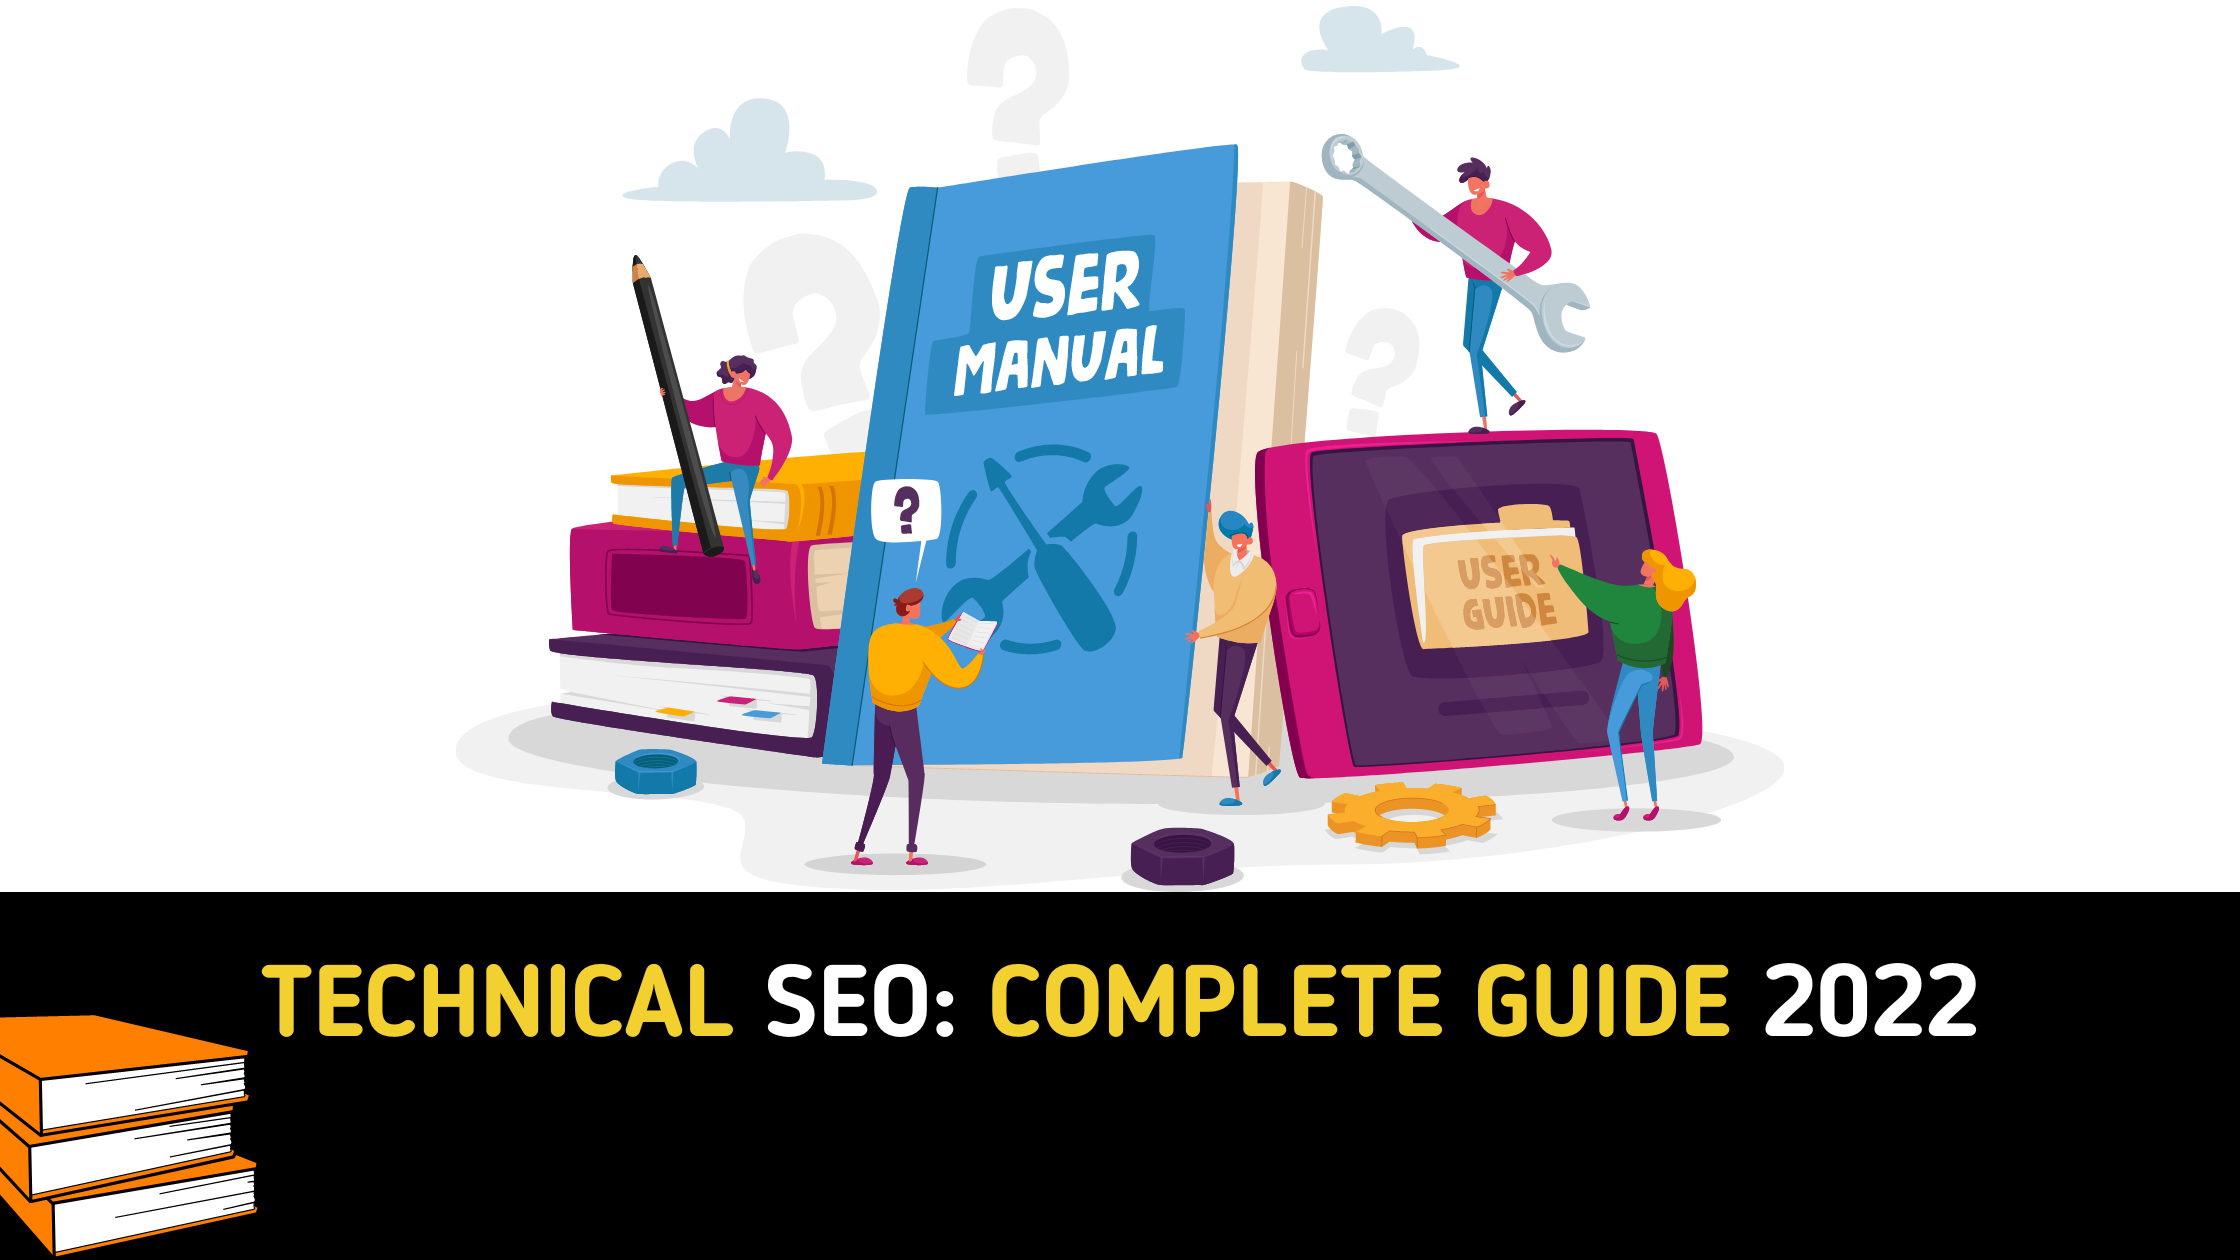 USER
MANUAL
?
USER
GUIDE
TECHNICAL SEO: COMPLETE GUIDE 2022